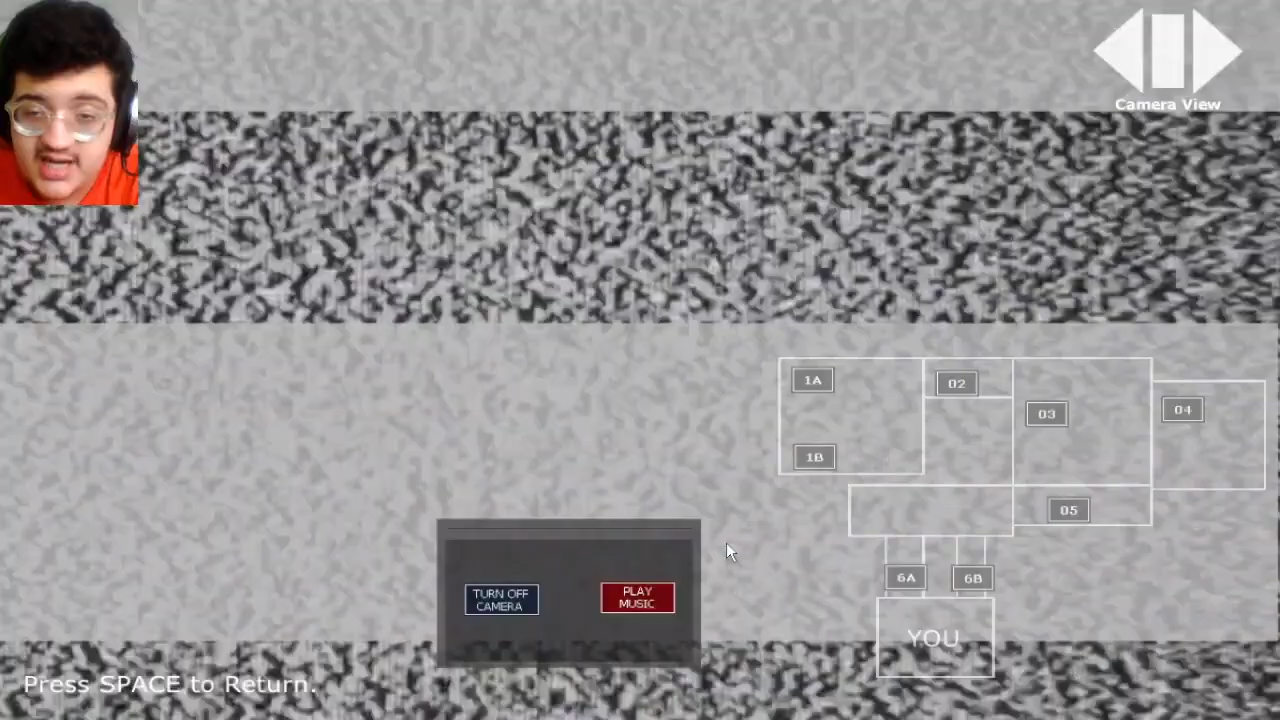 Camera View
1A
02
03
04
1B
05
6A
6B
TURN OFF
CAMERA
PLAY
MUSIC
YOU
Press SPACE to Return.